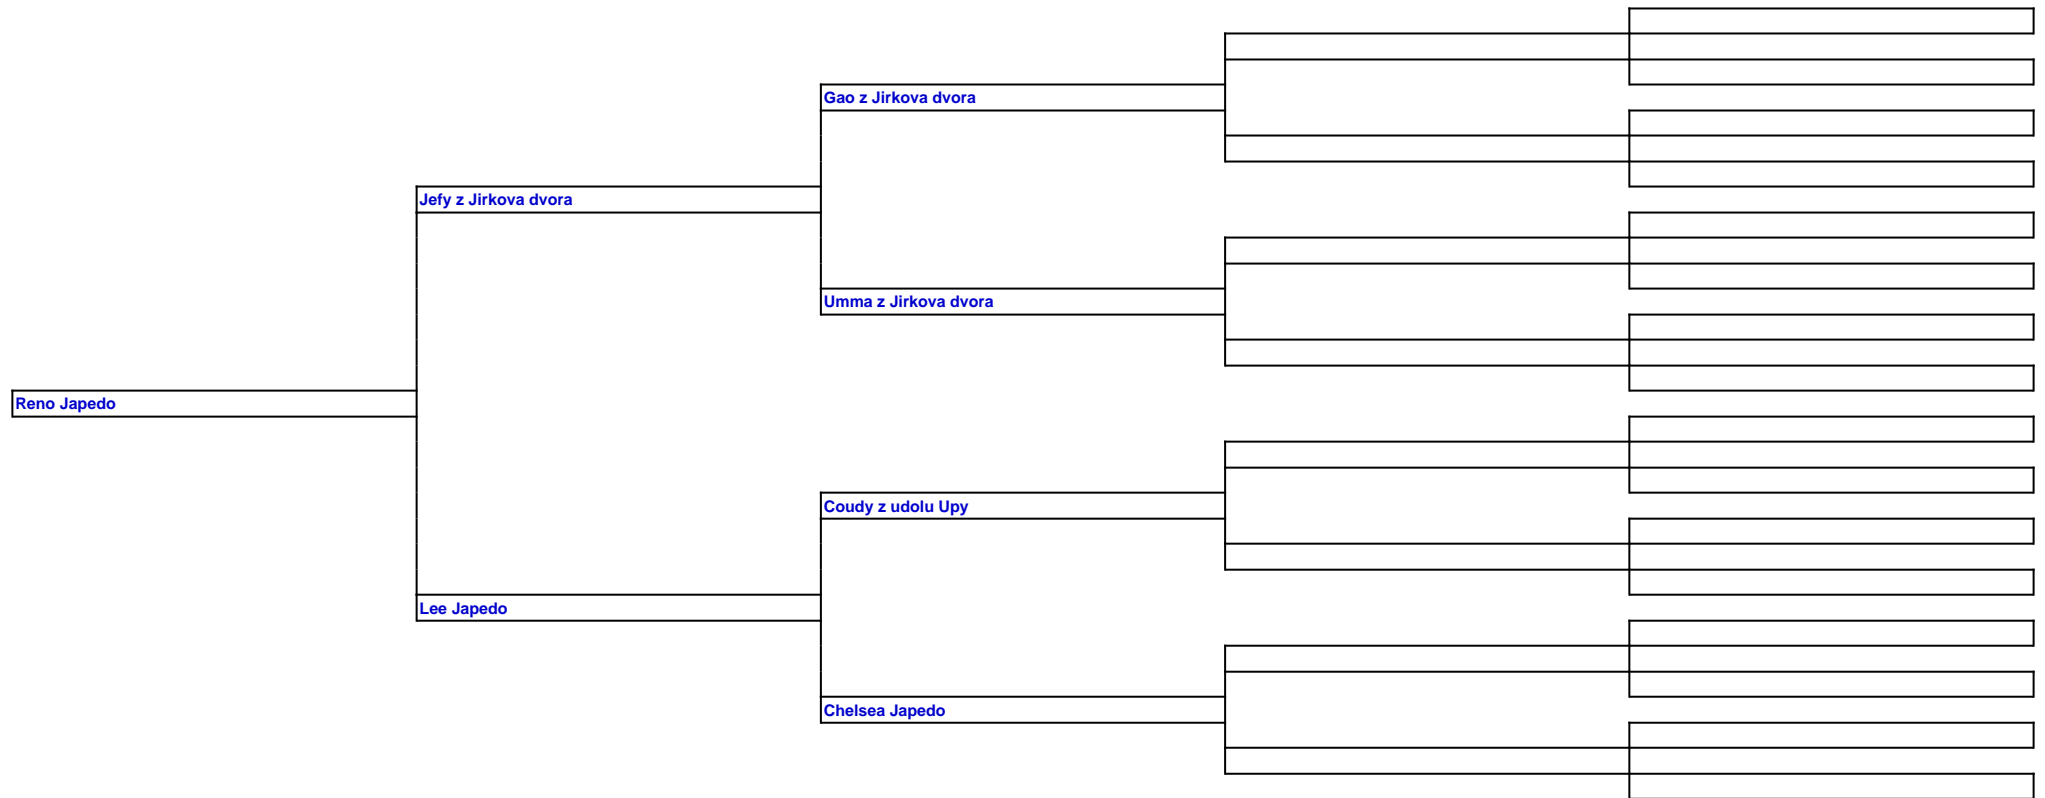 Gao z Jirkova dvora
Jefy z Jirkova dvora
Umma z Jirkova dvora
Reno Japedo
Coudy z udolu Upy
Lee Japedo
Chelsea Japedo